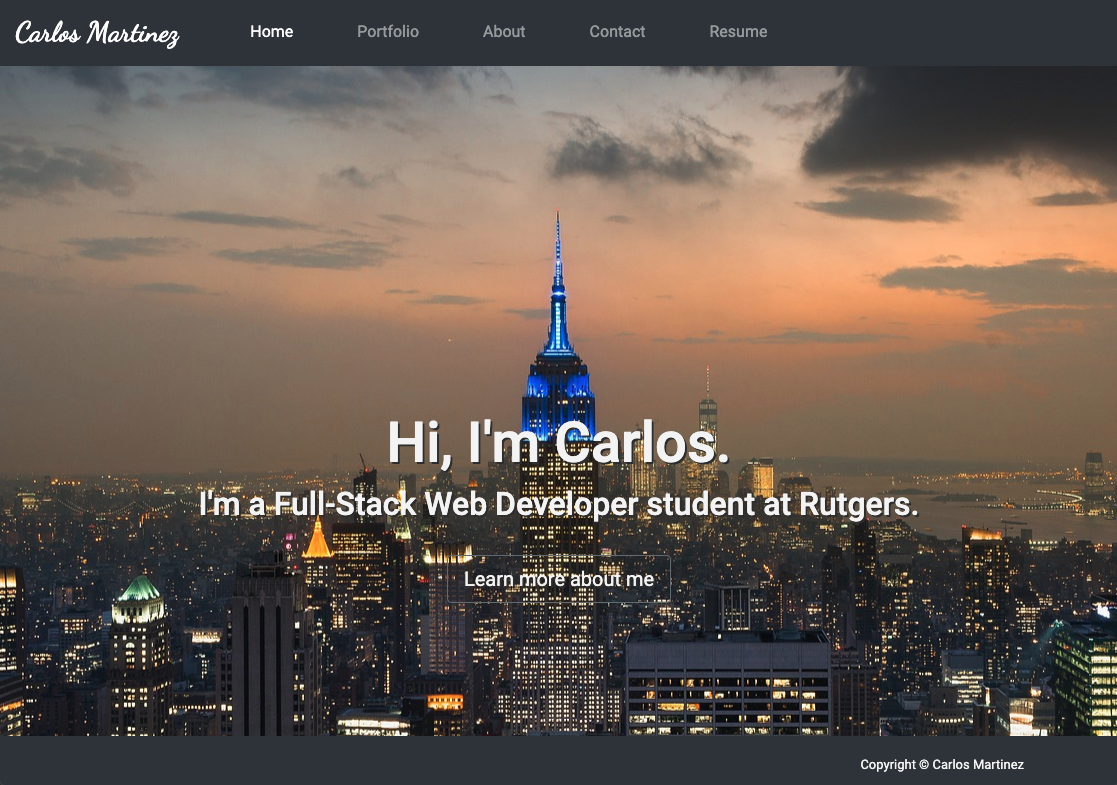 Carlos Martinez
Home Portfolio About Contact Resume
Hi, I'm Carlos.
I'm a Full-Stack Web Developer student at Rutgers.
Learn more about me
Copyright © Carlos Martinez